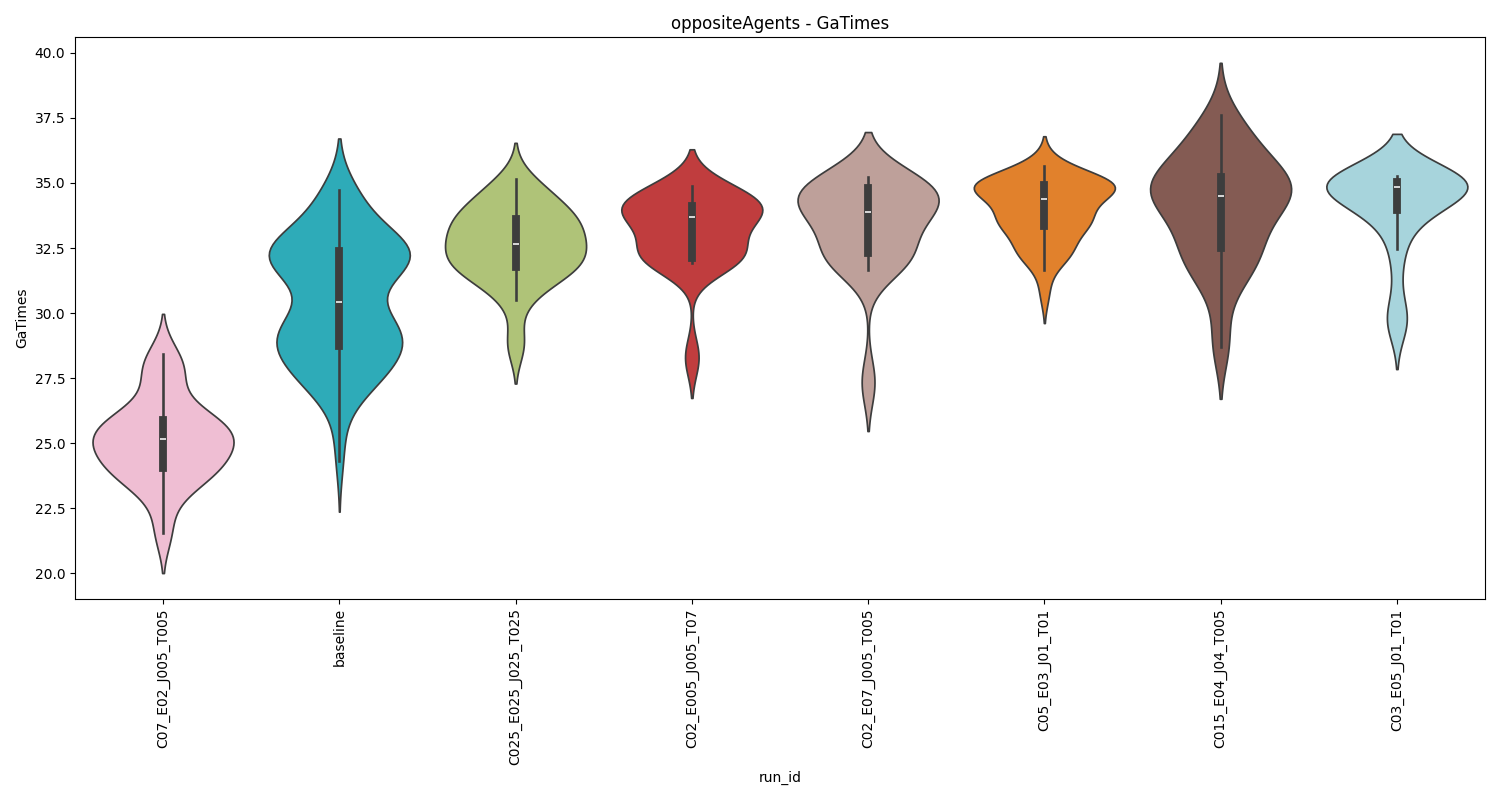 oppositeAgents - GaTimes
GaTimes
40.0
37.5
35.0
32.5
30.0
27.5
25.0
22.5
20.0
C07_E02_J005_T005
baseline
C025_E025_J025_T025
C02_E005_J005_T07
C02_E07_J005_T005
C05_E03_J01_T01
C015_E04_J04_T005
C03_E05_J01_T01
run_id